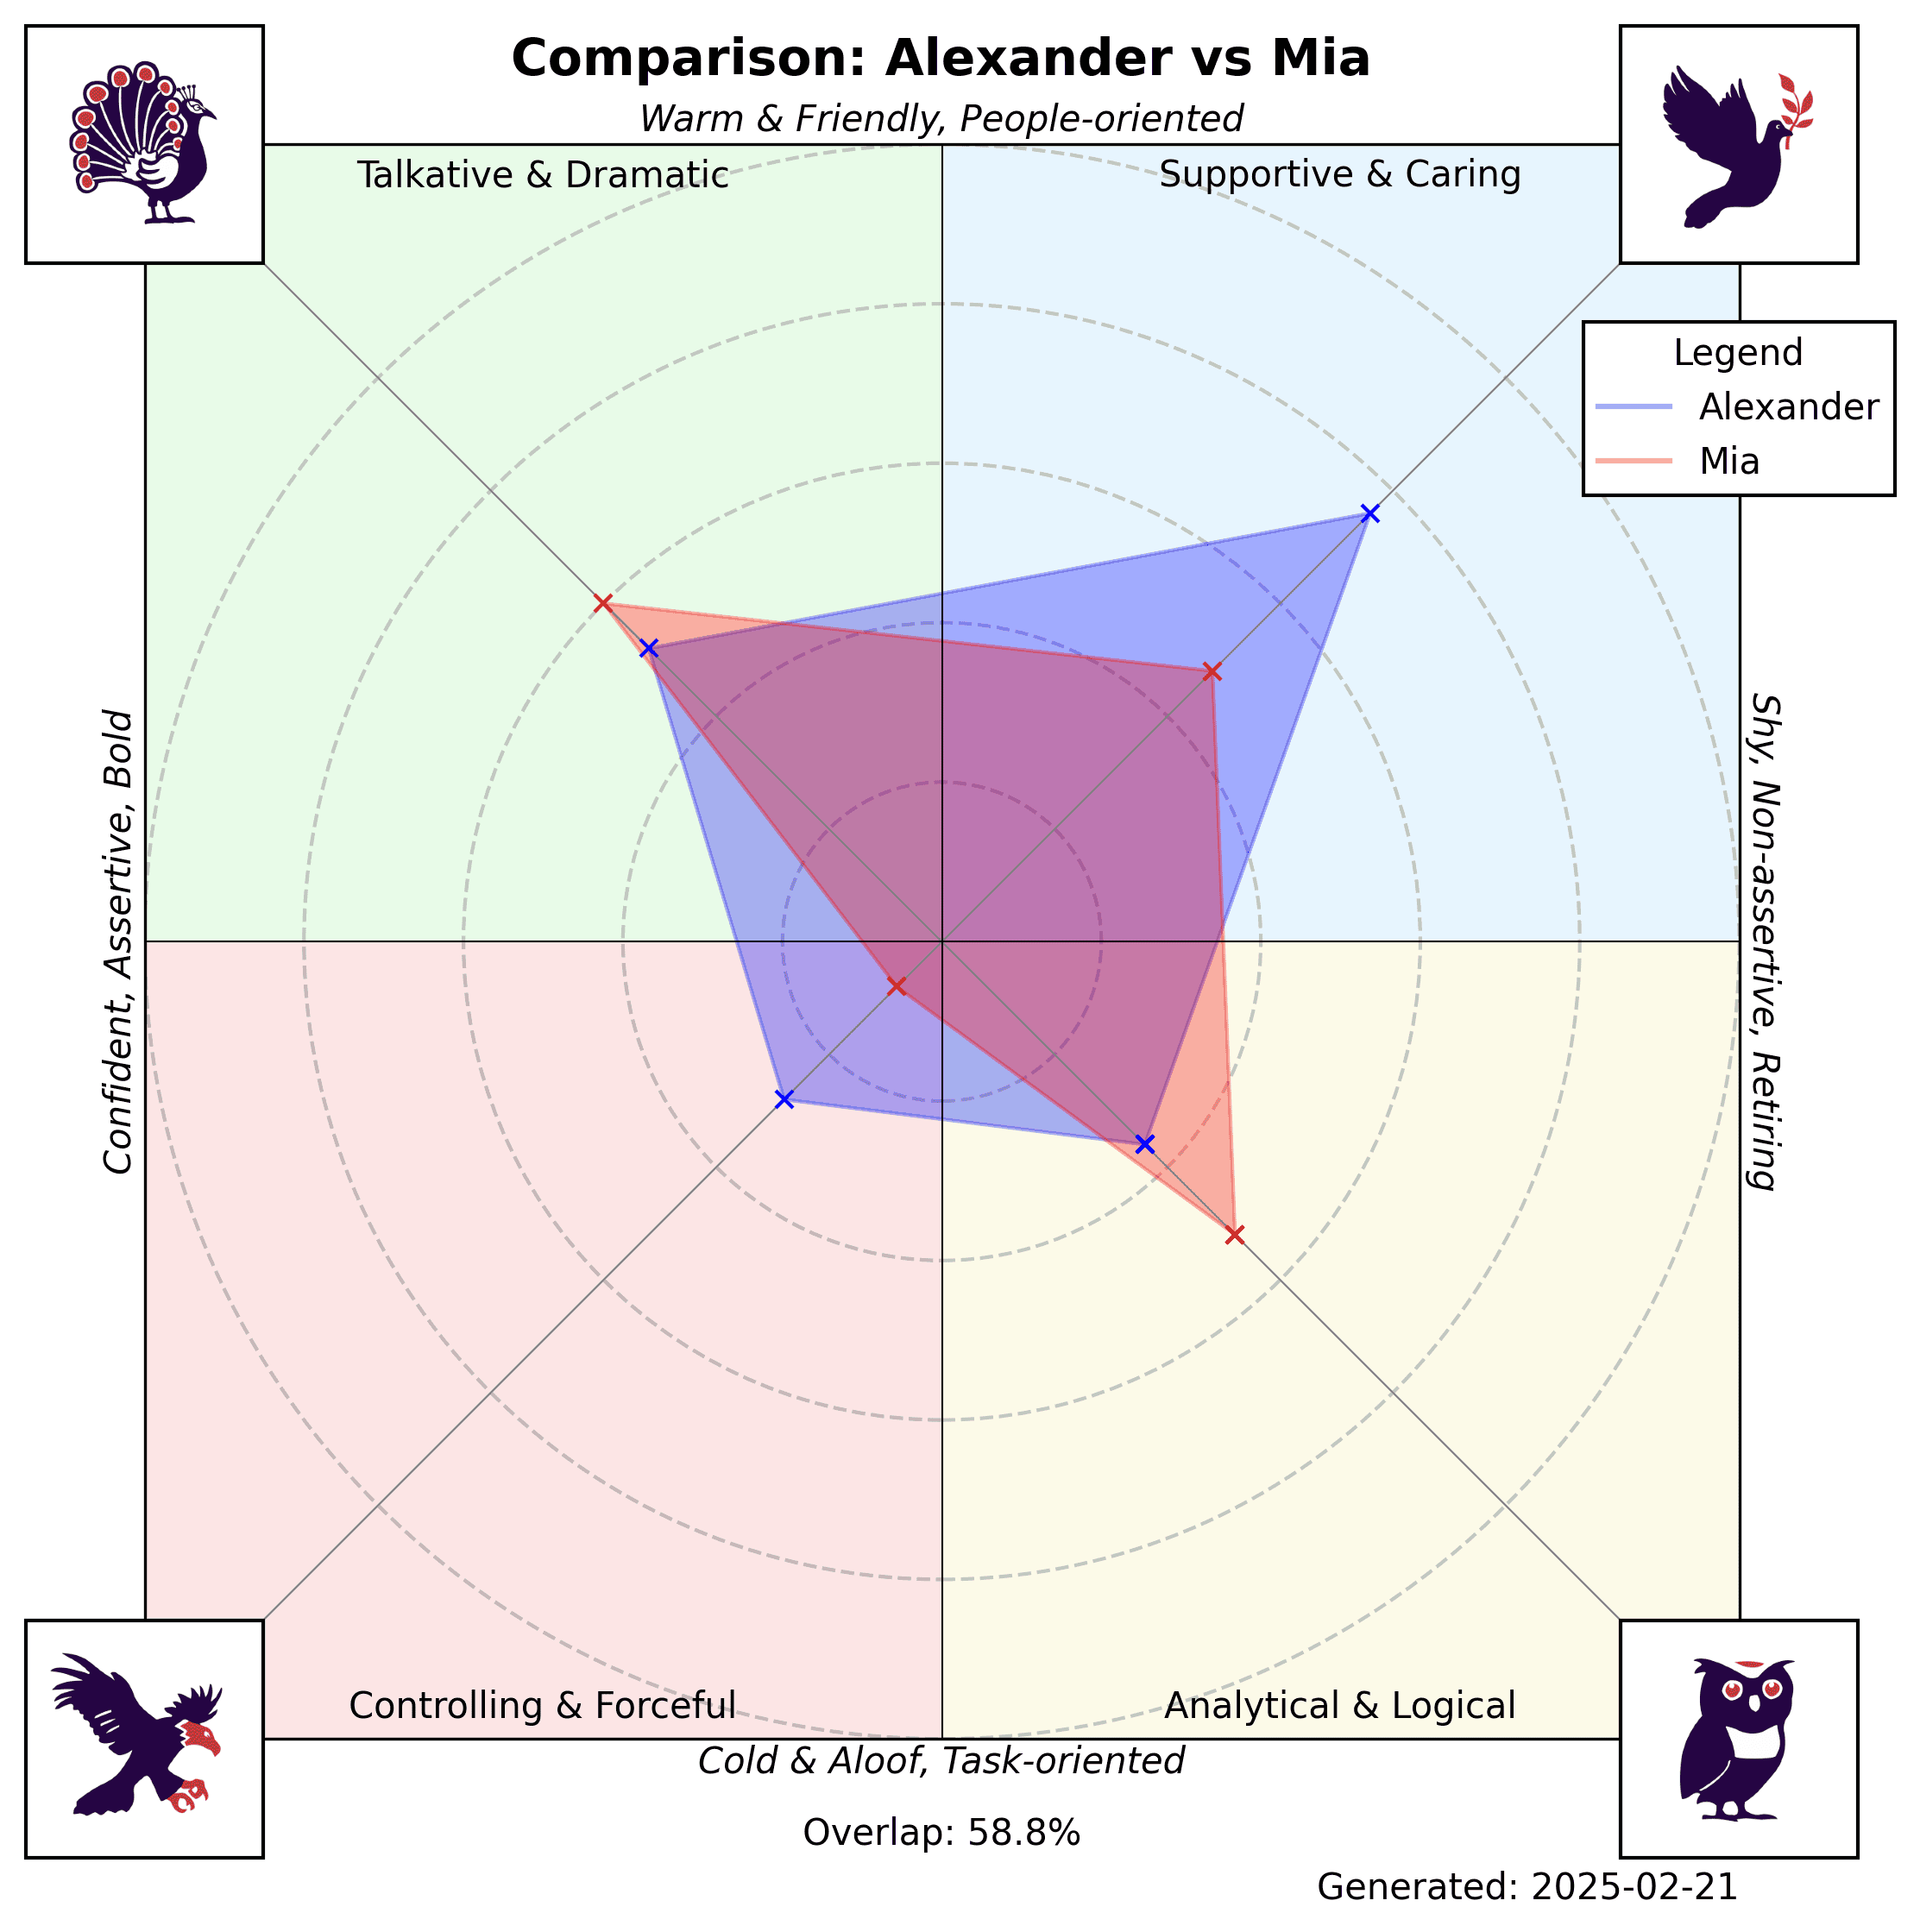 Comparison: Alexander vs Mia
Warm & Friendly, People-oriented
Talkative & Dramatic
Supportive & Caring
Legend
Alexander
Mia
Confident, Assertive, Bold
Shy, Non-assertive, Retiring
Controlling & Forceful
Analytical & Logical
Cold & Aloof, Task-oriented
Overlap: 58.8%
Generated: 2025-02-21